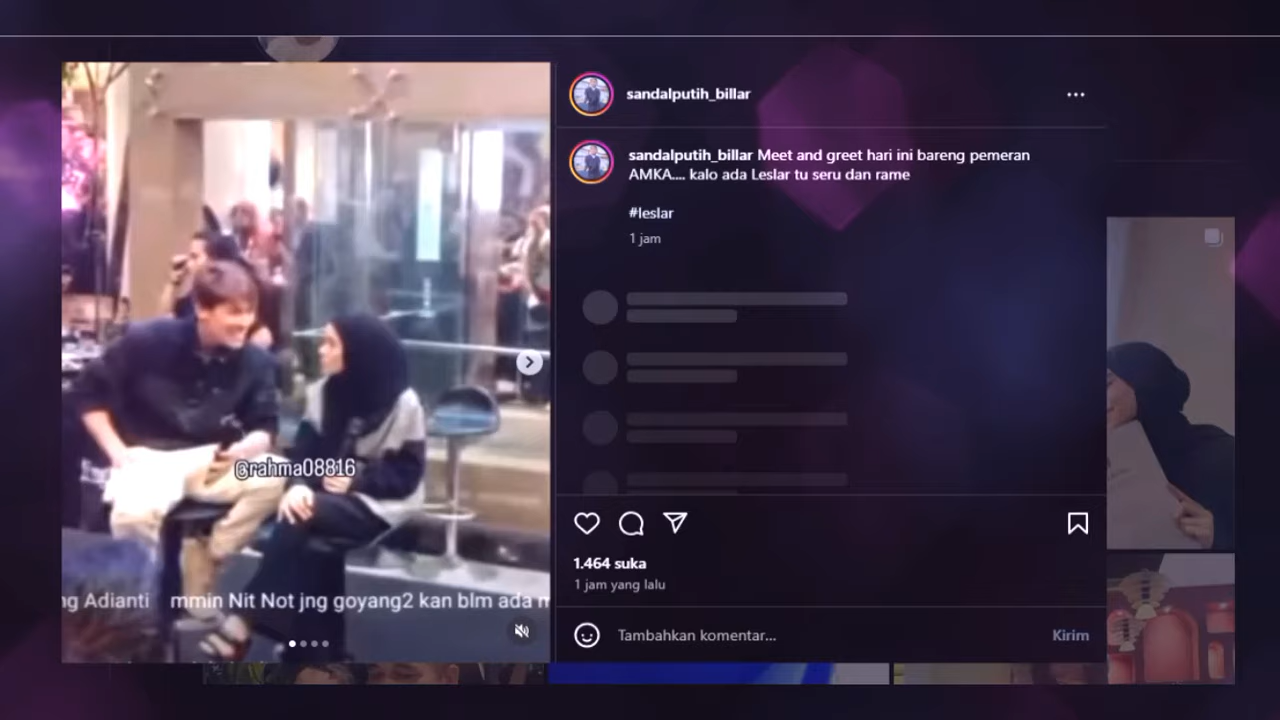 sandalputih_billar
sandalputih_billar Meet and greet hari ini bareng pemeran
AMKA.... kalo ada Leslar tu seru dan rame
#leslar
1 jam
@rahma08816
ng Adianti mmin Nit Not jng goyang2 kan blm ada m
1.464 suka
1 jam yang lalu
Tambahkan komentar...
Kirim